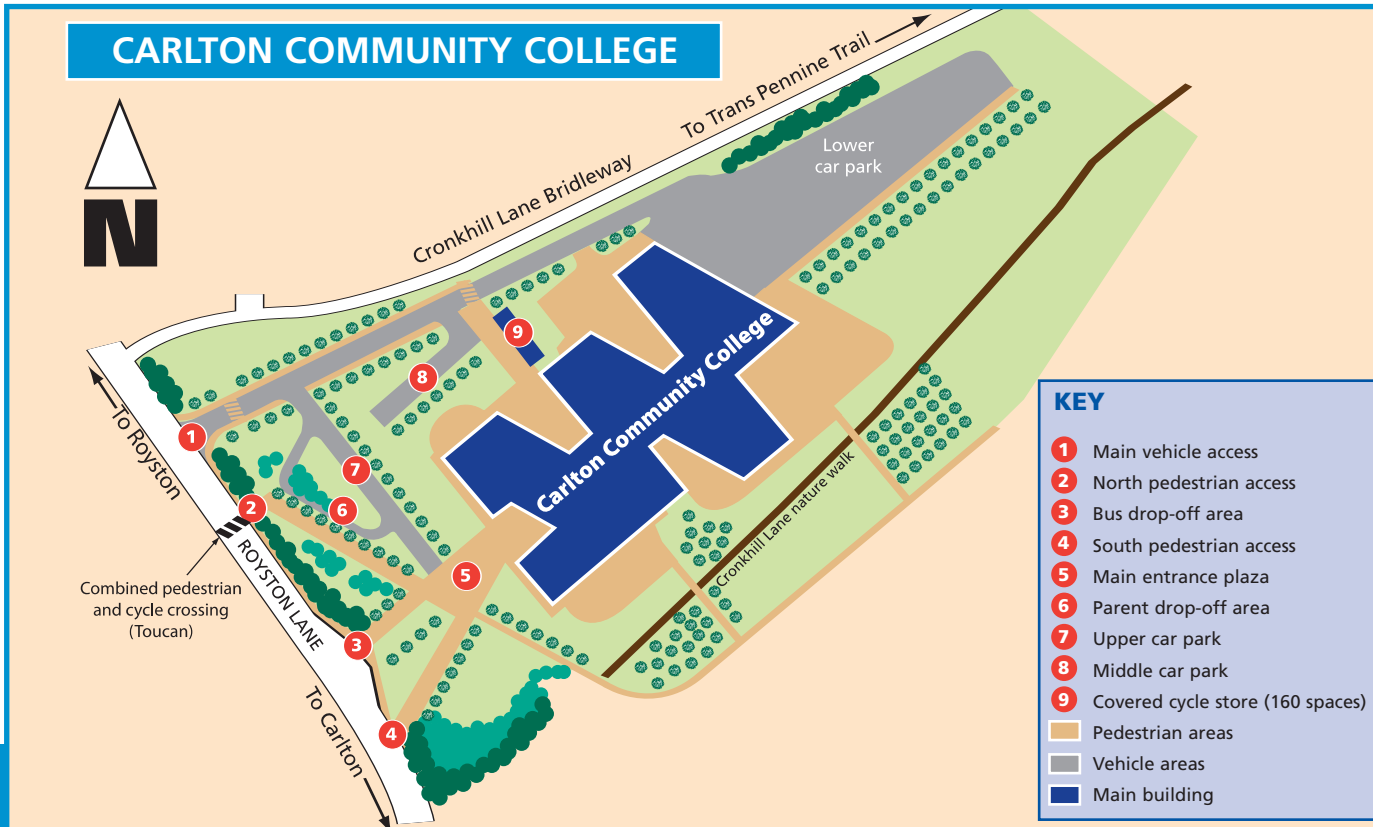 CARLTON COMMUNITY COLLEGE
N
To Trans Pennine Trail
Cronkhill Lane Bridleway
Lower
car park
Carlton Community College
Cronkhill Lane nature walk
To Royston
ROYSTON LANE
To Carlton
Combined pedestrian
and cycle crossing
(Toucan)
1
2
3
4
5
6
7
8
9
KEY
1 Main vehicle access
2 North pedestrian access
3 Bus drop-off area
4 South pedestrian access
5 Main entrance plaza
6 Parent drop-off area
7 Upper car park
8 Middle car park
9 Covered cycle store (160 spaces)
Pedestrian areas
Vehicle areas
Main building